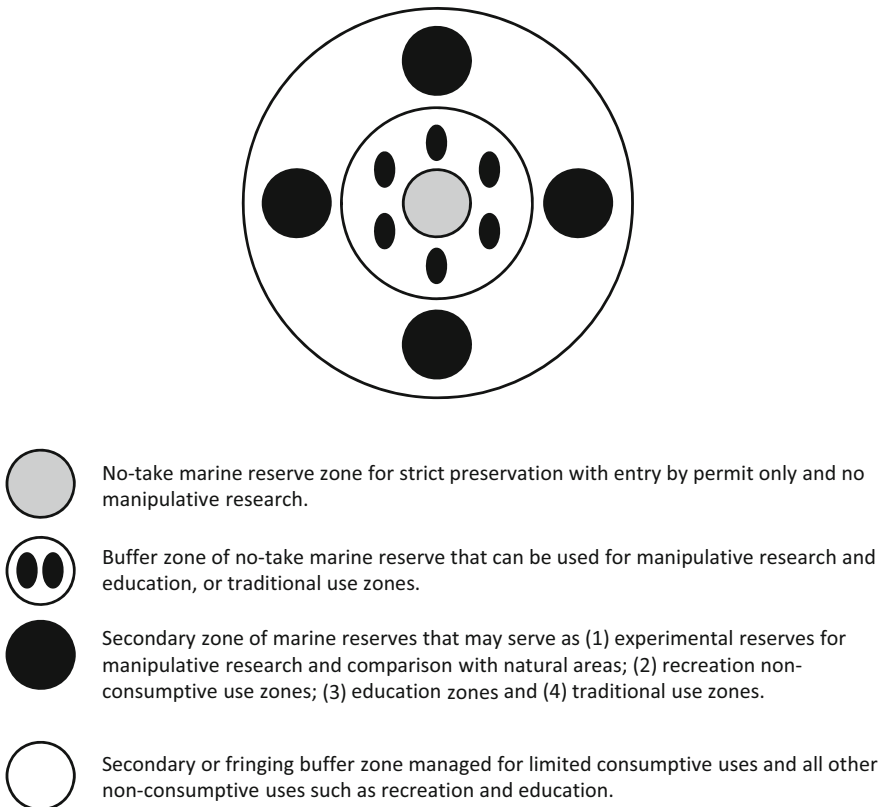 No-take marine reserve zone for strict preservation with entry by permit only and no
manipulative research.
Buffer zone of no-take marine reserve that can be used for manipulative research and
education, or traditional use zones.
Secondary zone of marine reserves that may serve as (1) experimental reserves for
manipulative research and comparison with natural areas; (2) recreation non-
consumptive use zones; (3) education zones and (4) traditional use zones.
Secondary or fringing buffer zone managed for limited consumptive uses and all other
non-consumptive uses such as recreation and education.